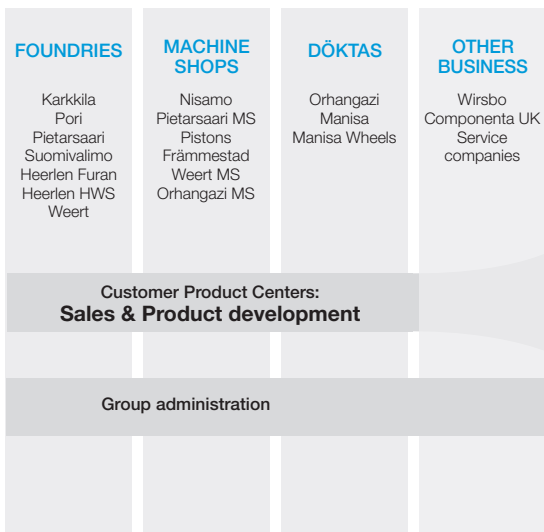 FOUNDRIES
Karkkila
Pori
Pietarsaari
Suomivalimo
Heerlen Furan
Heerlen HWS
Weert
MACHINE
SHOPS
Nisamo
Pietarsaari MS
Pistons
Främmestad
Weert MS
Orhangazi MS
DÖKTAS
Orhangazi
Manisa
Manisa Wheels
OTHER
BUSINESS
Wirsbo
Componenta UK
Service
companies
Customer Product Centers:
Sales & Product development
Group administration